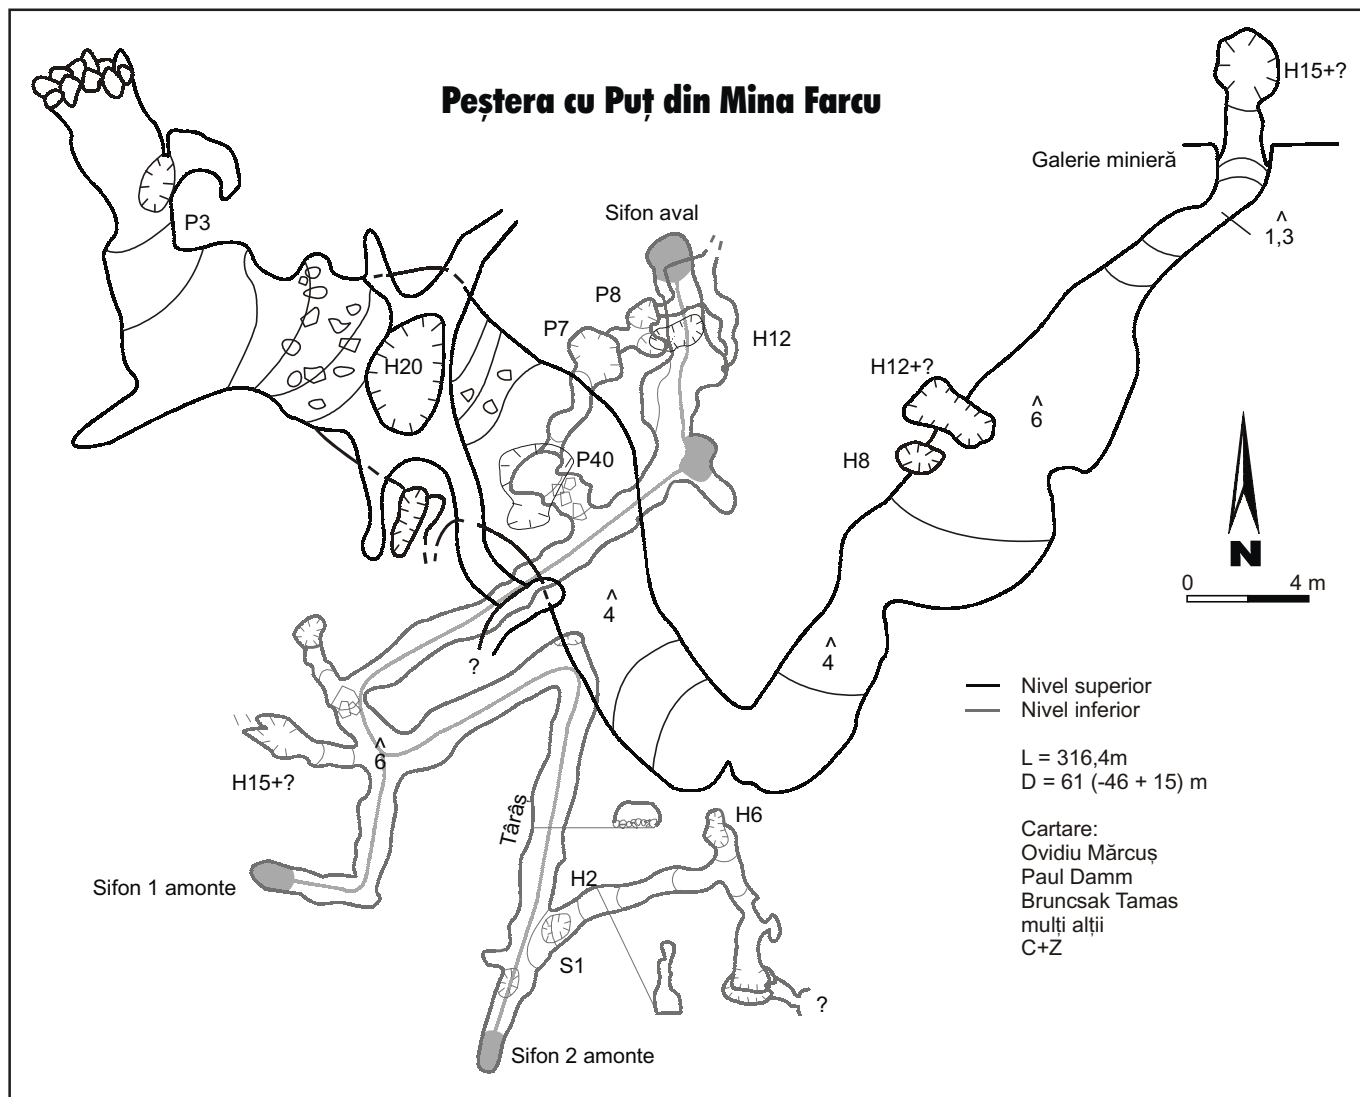 Peștera cu Puț din Mina Farcu
H15+?
Galerie minieră
^
1,3
P3
Sifon aval
P8
P7
H12
H20
H12+?
^
6
P40
H8
N
0 4 m
^
4
^
4
?
Nivel superior
Nivel inferior
^
6
H15+?
L = 316,4m
D = 61 (-46 + 15) m
Târâș
H6
Cartare:
Ovidiu Mărcuș
Paul Damm
Bruncsak Tamas
mulți alții
C+Z
H2
Sifon 1 amonte
S1
?
Sifon 2 amonte